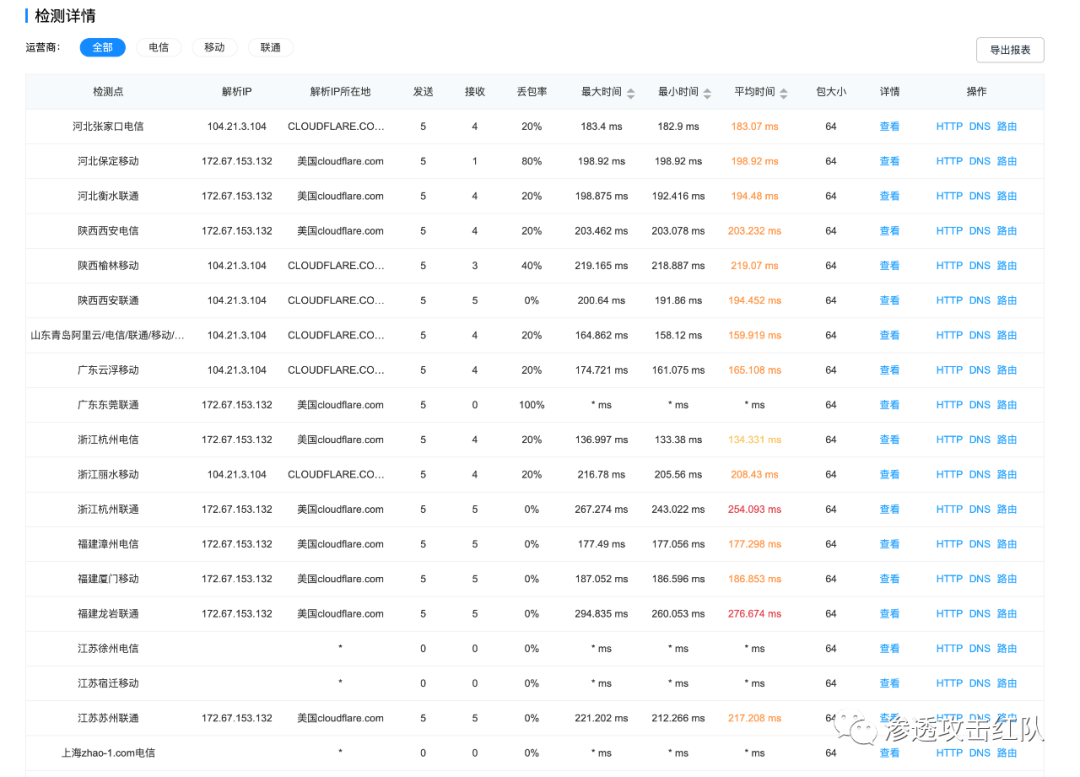 检测详情
运营商: 全部 电信 移动 联通 导出报表
检测点 解析IP 解析IP所在地 发送 接收 丢包率 最大时间 最小时间 平均时间 包大小 详情 操作
河北张家口电信 104.21.3.104 CLOUDFLARE.CO... 5 4 20% 183.4 ms 182.9 ms 183.07 ms 64 查看 HTTP DNS 路由
河北保定移动 172.67.153.132 美国cloudflare.com 5 1 80% 198.92 ms 198.92 ms 198.92 ms 64 查看 HTTP DNS 路由
河北衡水联通 172.67.153.132 美国cloudflare.com 5 4 20% 198.875 ms 192.416 ms 194.48 ms 64 查看 HTTP DNS 路由
陕西西安电信 172.67.153.132 美国cloudflare.com 5 4 20% 203.462 ms 203.078 ms 203.232 ms 64 查看 HTTP DNS 路由
陕西榆林移动 104.21.3.104 CLOUDFLARE.CO... 5 3 40% 219.165 ms 218.887 ms 219.07 ms 64 查看 HTTP DNS 路由
陕西西安联通 104.21.3.104 CLOUDFLARE.CO... 5 5 0% 200.64 ms 191.86 ms 194.452 ms 64 查看 HTTP DNS 路由
山东青岛阿里云/电信/联通/移动/... 104.21.3.104 CLOUDFLARE.CO... 5 4 20% 164.862 ms 158.12 ms 159.919 ms 64 查看 HTTP DNS 路由
广东云浮移动 104.21.3.104 CLOUDFLARE.CO... 5 4 20% 174.721 ms 161.075 ms 165.108 ms 64 查看 HTTP DNS 路由
广东东莞联通 172.67.153.132 美国cloudflare.com 5 0 100% * ms * ms * ms 64 查看 HTTP DNS 路由
浙江杭州电信 172.67.153.132 美国cloudflare.com 5 4 20% 136.997 ms 133.38 ms 134.331 ms 64 查看 HTTP DNS 路由
浙江丽水移动 104.21.3.104 CLOUDFLARE.CO... 5 4 20% 216.78 ms 205.56 ms 208.43 ms 64 查看 HTTP DNS 路由
浙江杭州联通 172.67.153.132 美国cloudflare.com 5 5 0% 267.274 ms 243.022 ms 254.093 ms 64 查看 HTTP DNS 路由
福建漳州电信 172.67.153.132 美国cloudflare.com 5 5 0% 177.49 ms 177.056 ms 177.298 ms 64 查看 HTTP DNS 路由
福建厦门移动 172.67.153.132 美国cloudflare.com 5 5 0% 187.052 ms 186.596 ms 186.853 ms 64 查看 HTTP DNS 路由
福建龙岩联通 172.67.153.132 美国cloudflare.com 5 5 0% 294.835 ms 260.053 ms 276.674 ms 64 查看 HTTP DNS 路由
江苏徐州电信 * 0 0 0% * ms * ms * ms 64 查看 HTTP DNS 路由
江苏宿迁移动 * 0 0 0% * ms * ms * ms 64 查看 HTTP DNS 路由
江苏苏州联通 172.67.153.132 美国cloudflare.com 5 5 0% 221.202 ms 212.266 ms 217.208 ms 64 查看 HTTP DNS 路由
渗透攻击红队
上海zhao-1.com电信 * 0 0 0% * ms * ms * ms 64 查看 HTTP DNS 路由